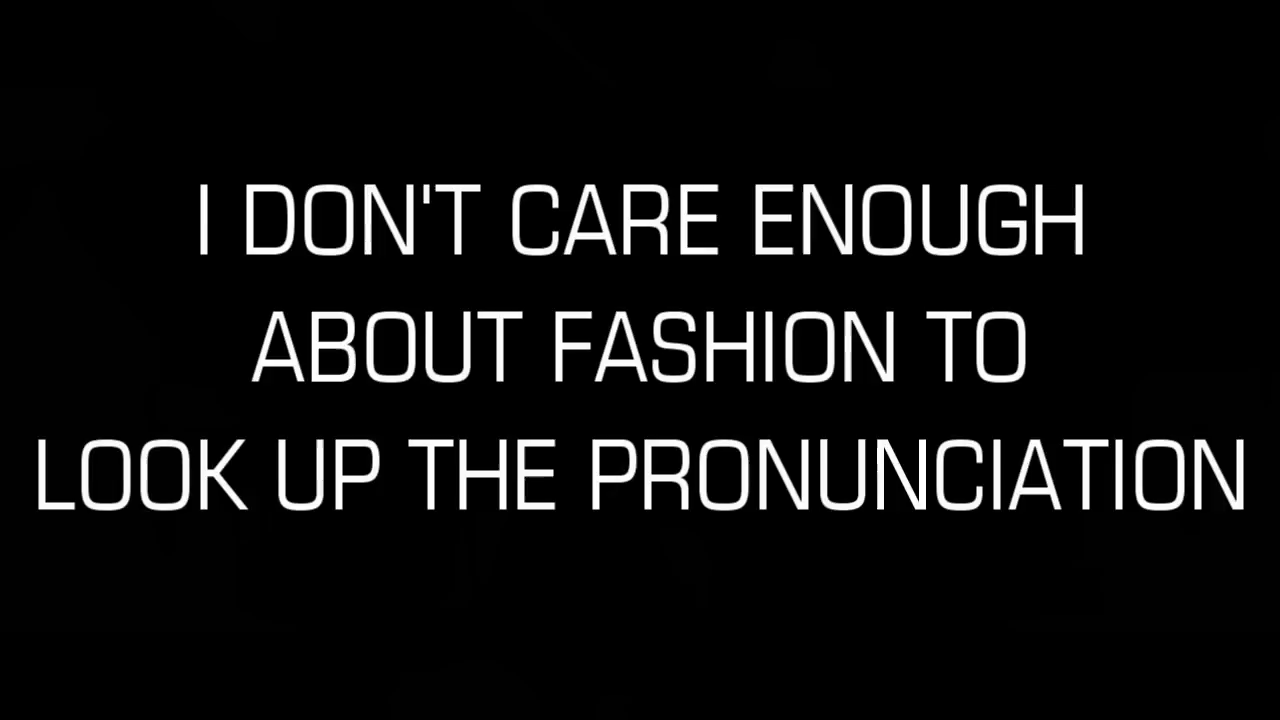 I DON'T CARE ENOUGH
ABOUT FASHION TO
LOOK UP THE PRONUNCIATION